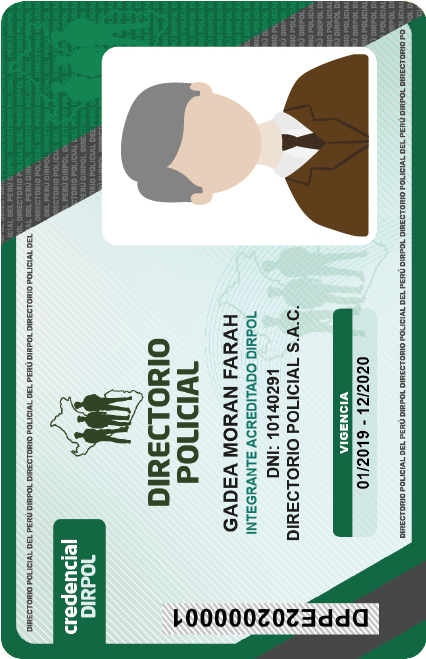 credencial
DIRPOL
DIRECTORIO
POLICIAL
GADEA MORAN FARAH
INTEGRANTE ACREDITADO DIRPOL
DNI: 10140291
DIRECTORIO POLICIAL S.A.C.
VIGENCIA
01/2019 - 12/2020
DPPE202000001
DIRECTORIO POLICIAL DEL PERÚ DIRPOL DIRECTORIO POLICIAL DEL PERÚ DIRPOL DIRECTORIO POLICIAL DEL PERÚ DIRPOL DIRECTORIO POLICIAL DEL
DIRECTORIO POLICIAL DEL PERÚ DIRPOL DIRECTORIO POLICIAL DEL PERÚ DIRPOL DIRECTORIO POLICIAL DEL PERÚ DIRPOL DIRECTORIO POLICIAL DEL PERÚ DIRPOL DIRECTORIO PO